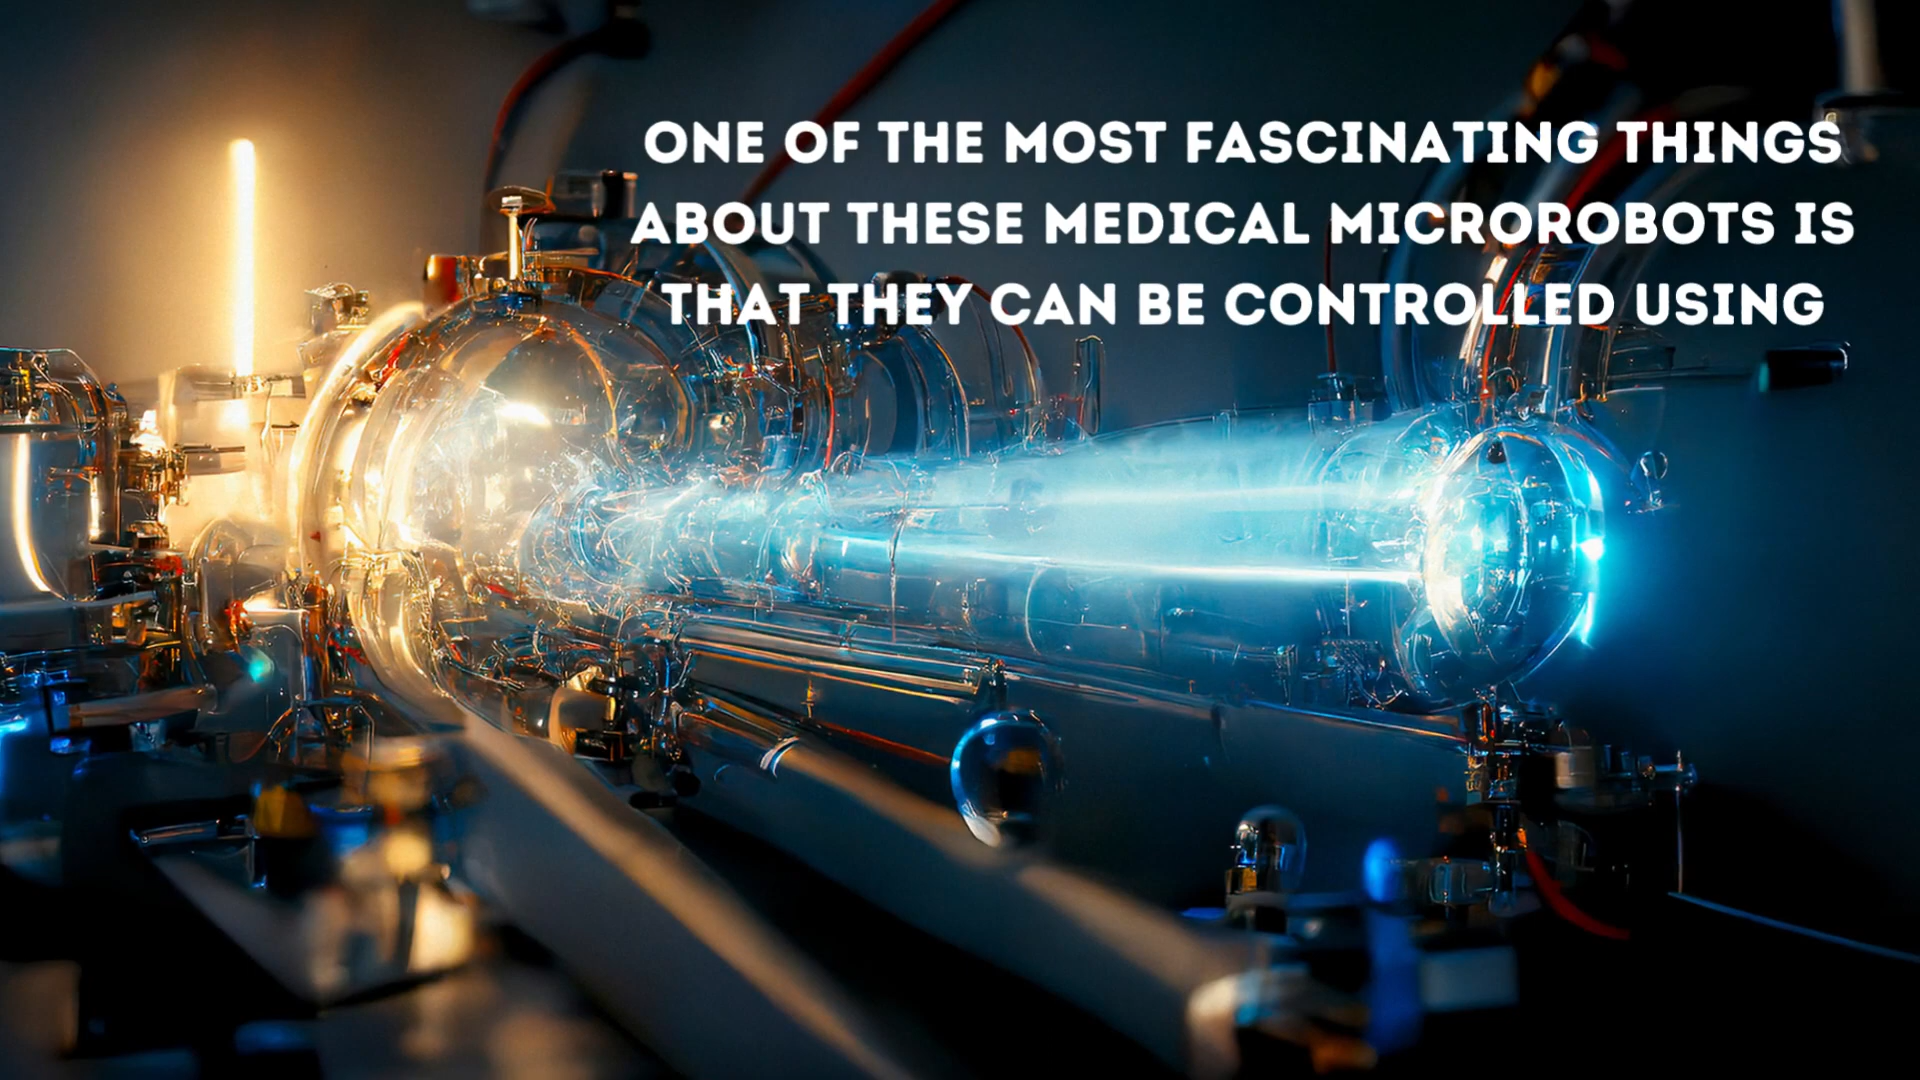 ONE OF THE MOST FASCINATING THINGS
ABOUT THESE MEDICAL MICROROBOTS IS
THAT THEY CAN BE CONTROLLED USING